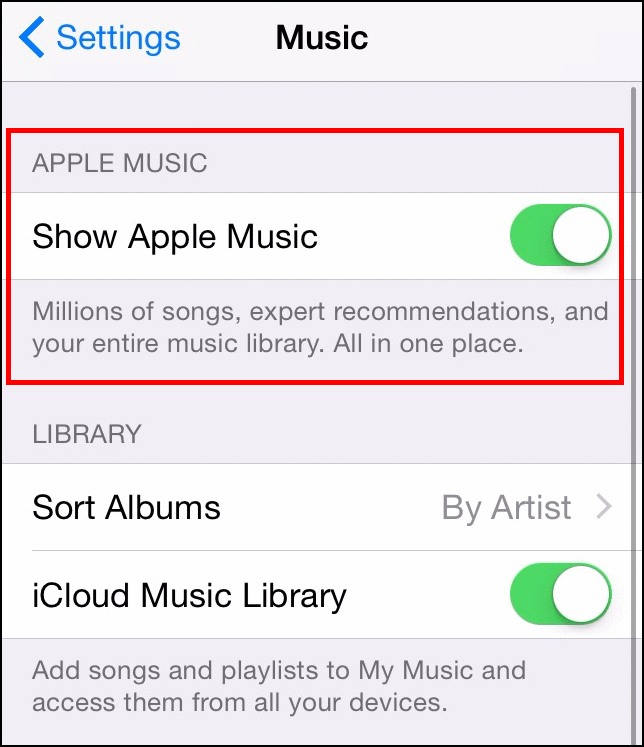 Settings
Music
APPLE MUSIC
Show Apple Music
Millions of songs, expert recommendations, and
your entire music library. All in one place.
LIBRARY
Sort Albums By Artist
iCloud Music Library
Add songs and playlists to My Music and
access them from all your devices.